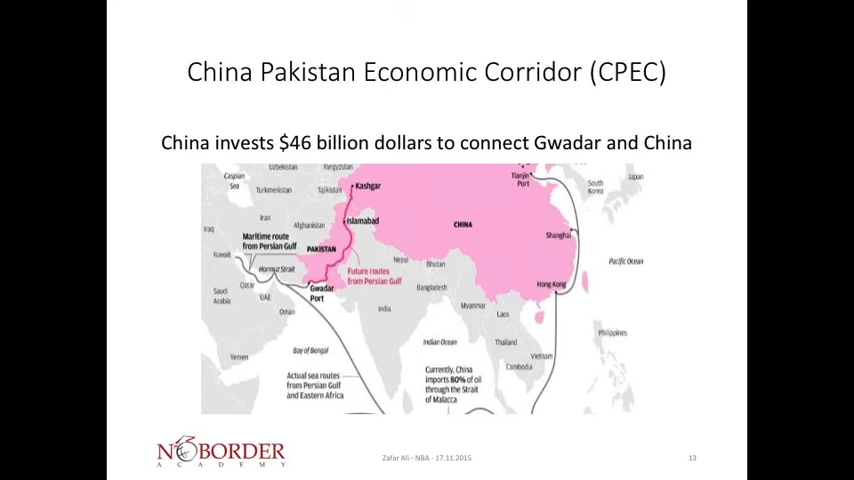 China Pakistan Economic Corridor (CPEC)
China invests $46 billion dollars to connect Gwadar and China
Caspian
Sea
Uzbekistan
Kyrgyzstan
Turkmenistan
Tajikistan
Kashgar
Tianjin
Port
South
Korea
Japan
Iran
Afghanistan
Islamabad
CHINA
Iraq
Maritime route
from Persian Gulf
PAKISTAN
Shanghai
Kuwait
Hormuz Strait
Nepal
Bhutan
Pacific Ocean
Future routes
from Persian Gulf
Qatar
Gwadar
Port
Bangladesh
Hong Kong
Saudi
Arabia
UAE
Oman
India
Myanmar
Laos
Philippines
Yemen
Bay of Bengal
Indian Ocean
Thailand
Vietnam
Cambodia
Actual sea routes
from Persian Gulf
and Eastern Africa
Currently, China
imports 80% of oil
through the Strait
of Malacca
NOBORDER
ACADEMY
Zafar Ali - NBA - 17.11.2015
13